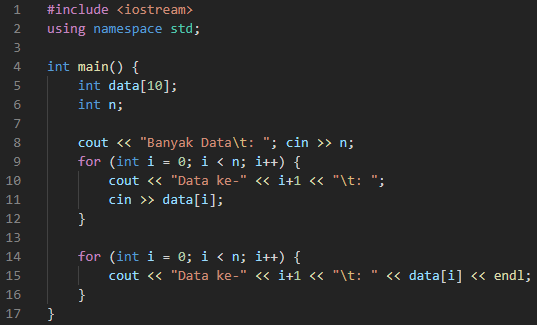 1 #include <iostream>
2 using namespace std;
3
4 int main() {
5     int data[10];
6     int n;
7
8     cout << "Banyak Data\t: "; cin >> n;
9     for (int i = 0; i < n; i++) {
10         cout << "Data ke-" << i+1 << "\t: ";
11         cin >> data[i];
12     }
13
14     for (int i = 0; i < n; i++) {
15         cout << "Data ke-" << i+1 << "\t: " << data[i] << endl;
16     }
17 }